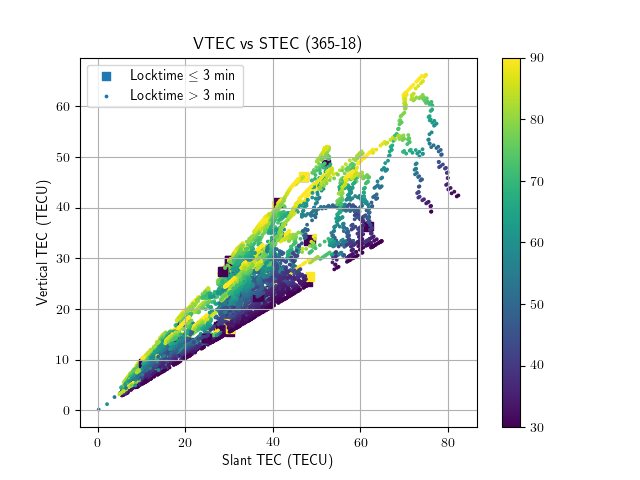 VTEC vs STEC (365-18)
Locktime ≤ 3 min
Locktime > 3 min
Vertical TEC (TECU)
60
50
40
30
20
10
0
0 20 40 60 80
Slant TEC (TECU)
90
80
70
60
50
40
30